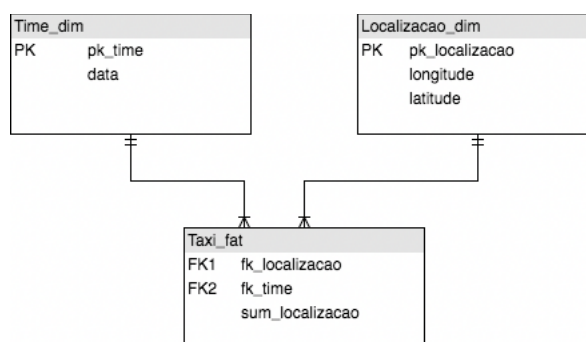 Time_dim
PK pk_time
data
Localizacao_dim
PK pk_localizacao
longitude
latitude
Taxi_fat
FK1 fk_localizacao
FK2 fk_time
sum_localizacao